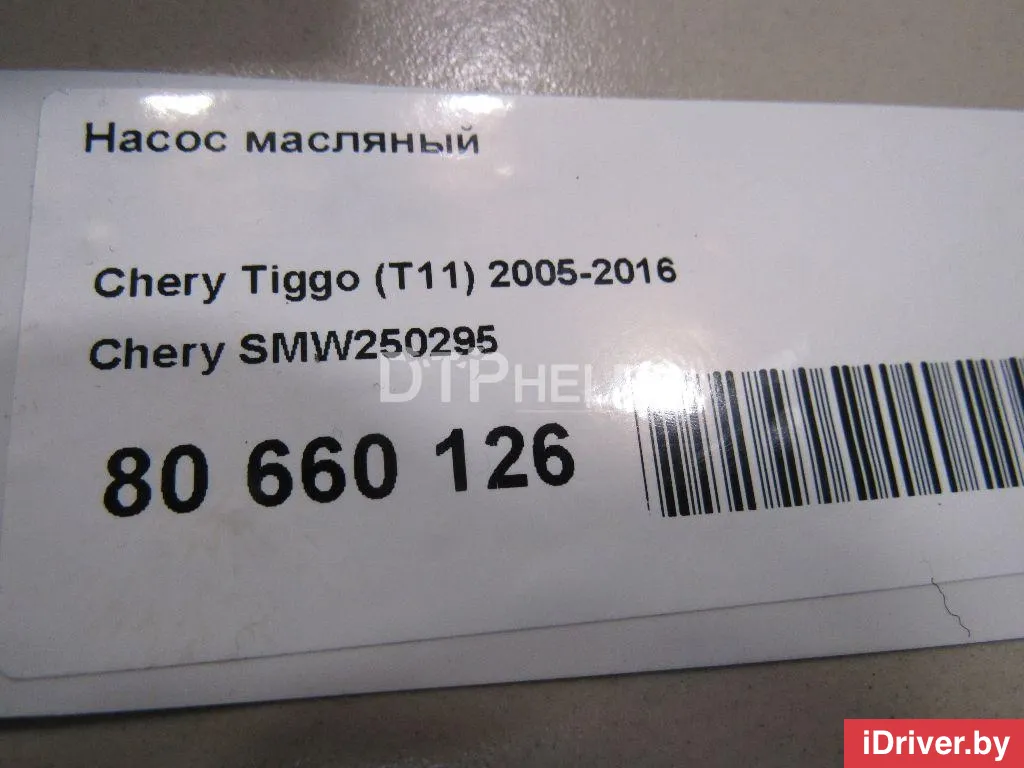 Насос масляный
Chery Tiggo (T11) 2005-2016
Chery SMW250295
80 660 126
iDriver.by